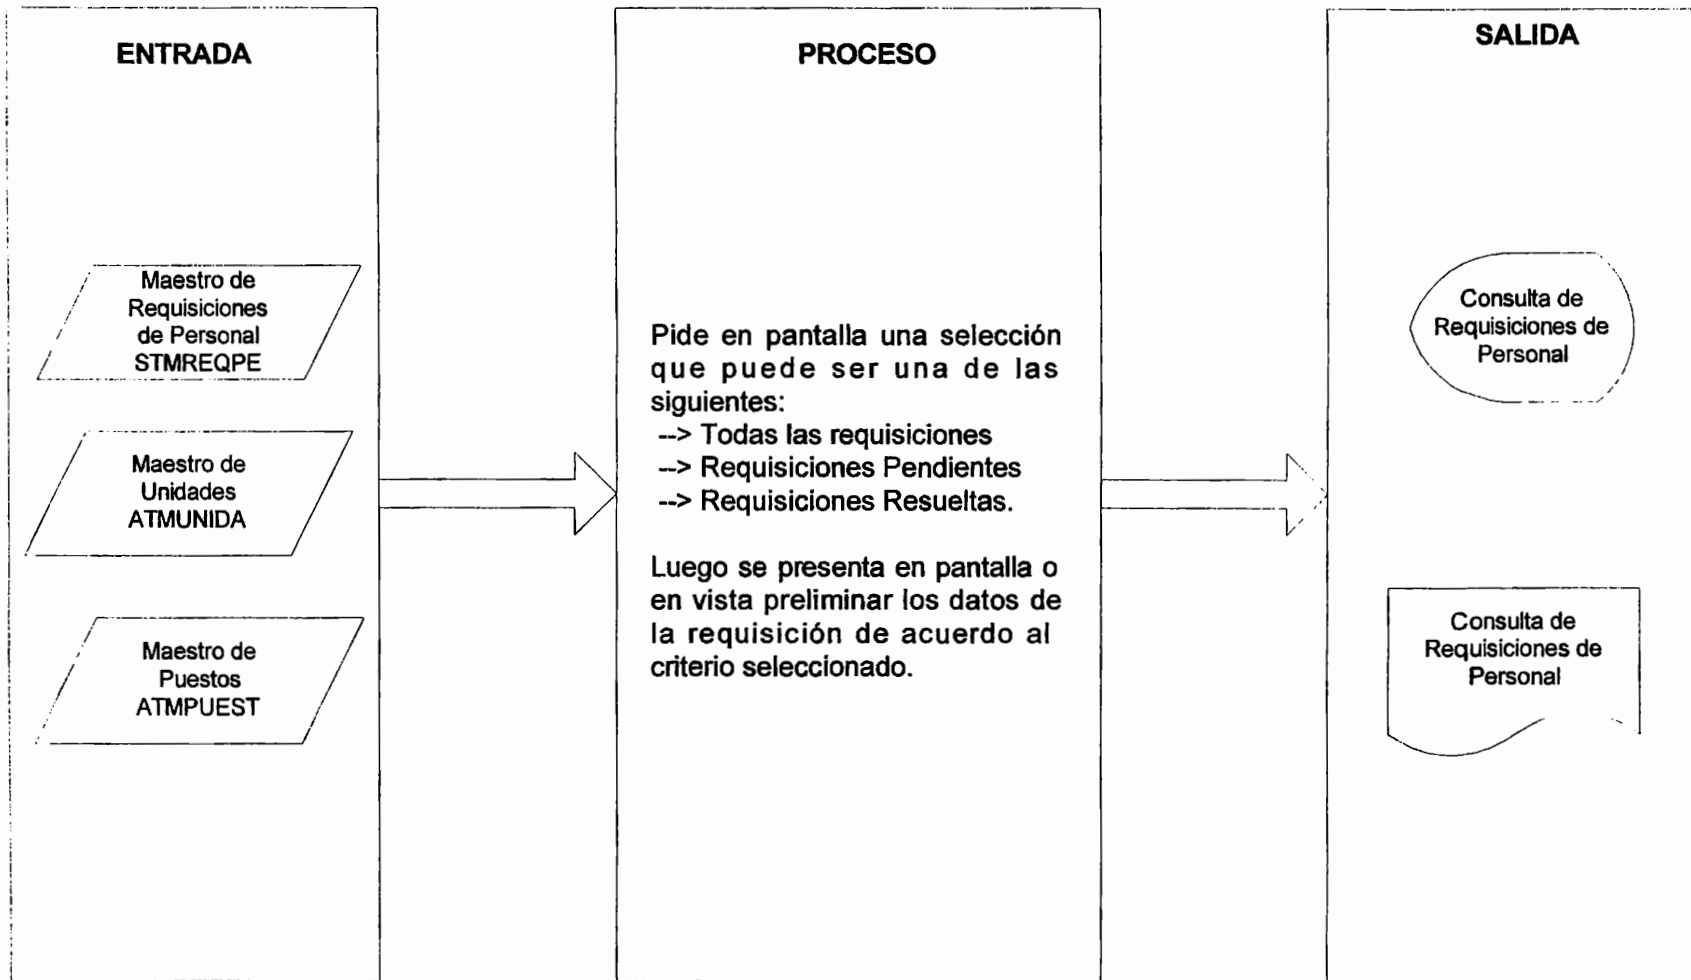 ENTRADA
Maestro de
Requisiciones
de Personal
STMREQPE
Maestro de
Unidades
ATMUNIDA
Maestro de
Puestos
ATMPUEST
PROCESO
Pide en pantalla una selección
que puede ser una de las
siguientes:
--> Todas las requisiciones
--> Requisiciones Pendientes
--> Requisiciones Resueltas.
Luego se presenta en pantalla o
en vista preliminar los datos de
la requisición de acuerdo al
criterio seleccionado.
SALIDA
Consulta de
Requisiciones de
Personal
Consulta de
Requisiciones de
Personal